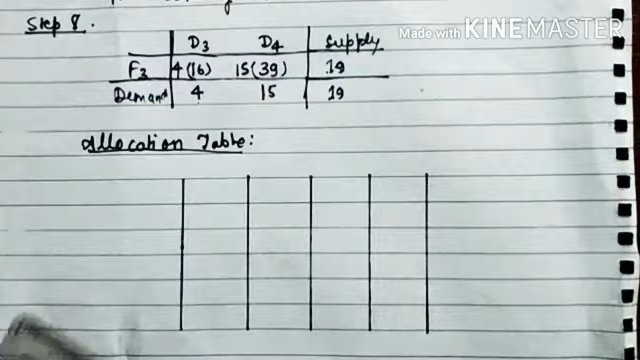 Made with KINEMASTER
Step 8.
D3 D4 Supply
F3 4(16) 15(39) 19
Demand 4 15 19
Allocation Table: